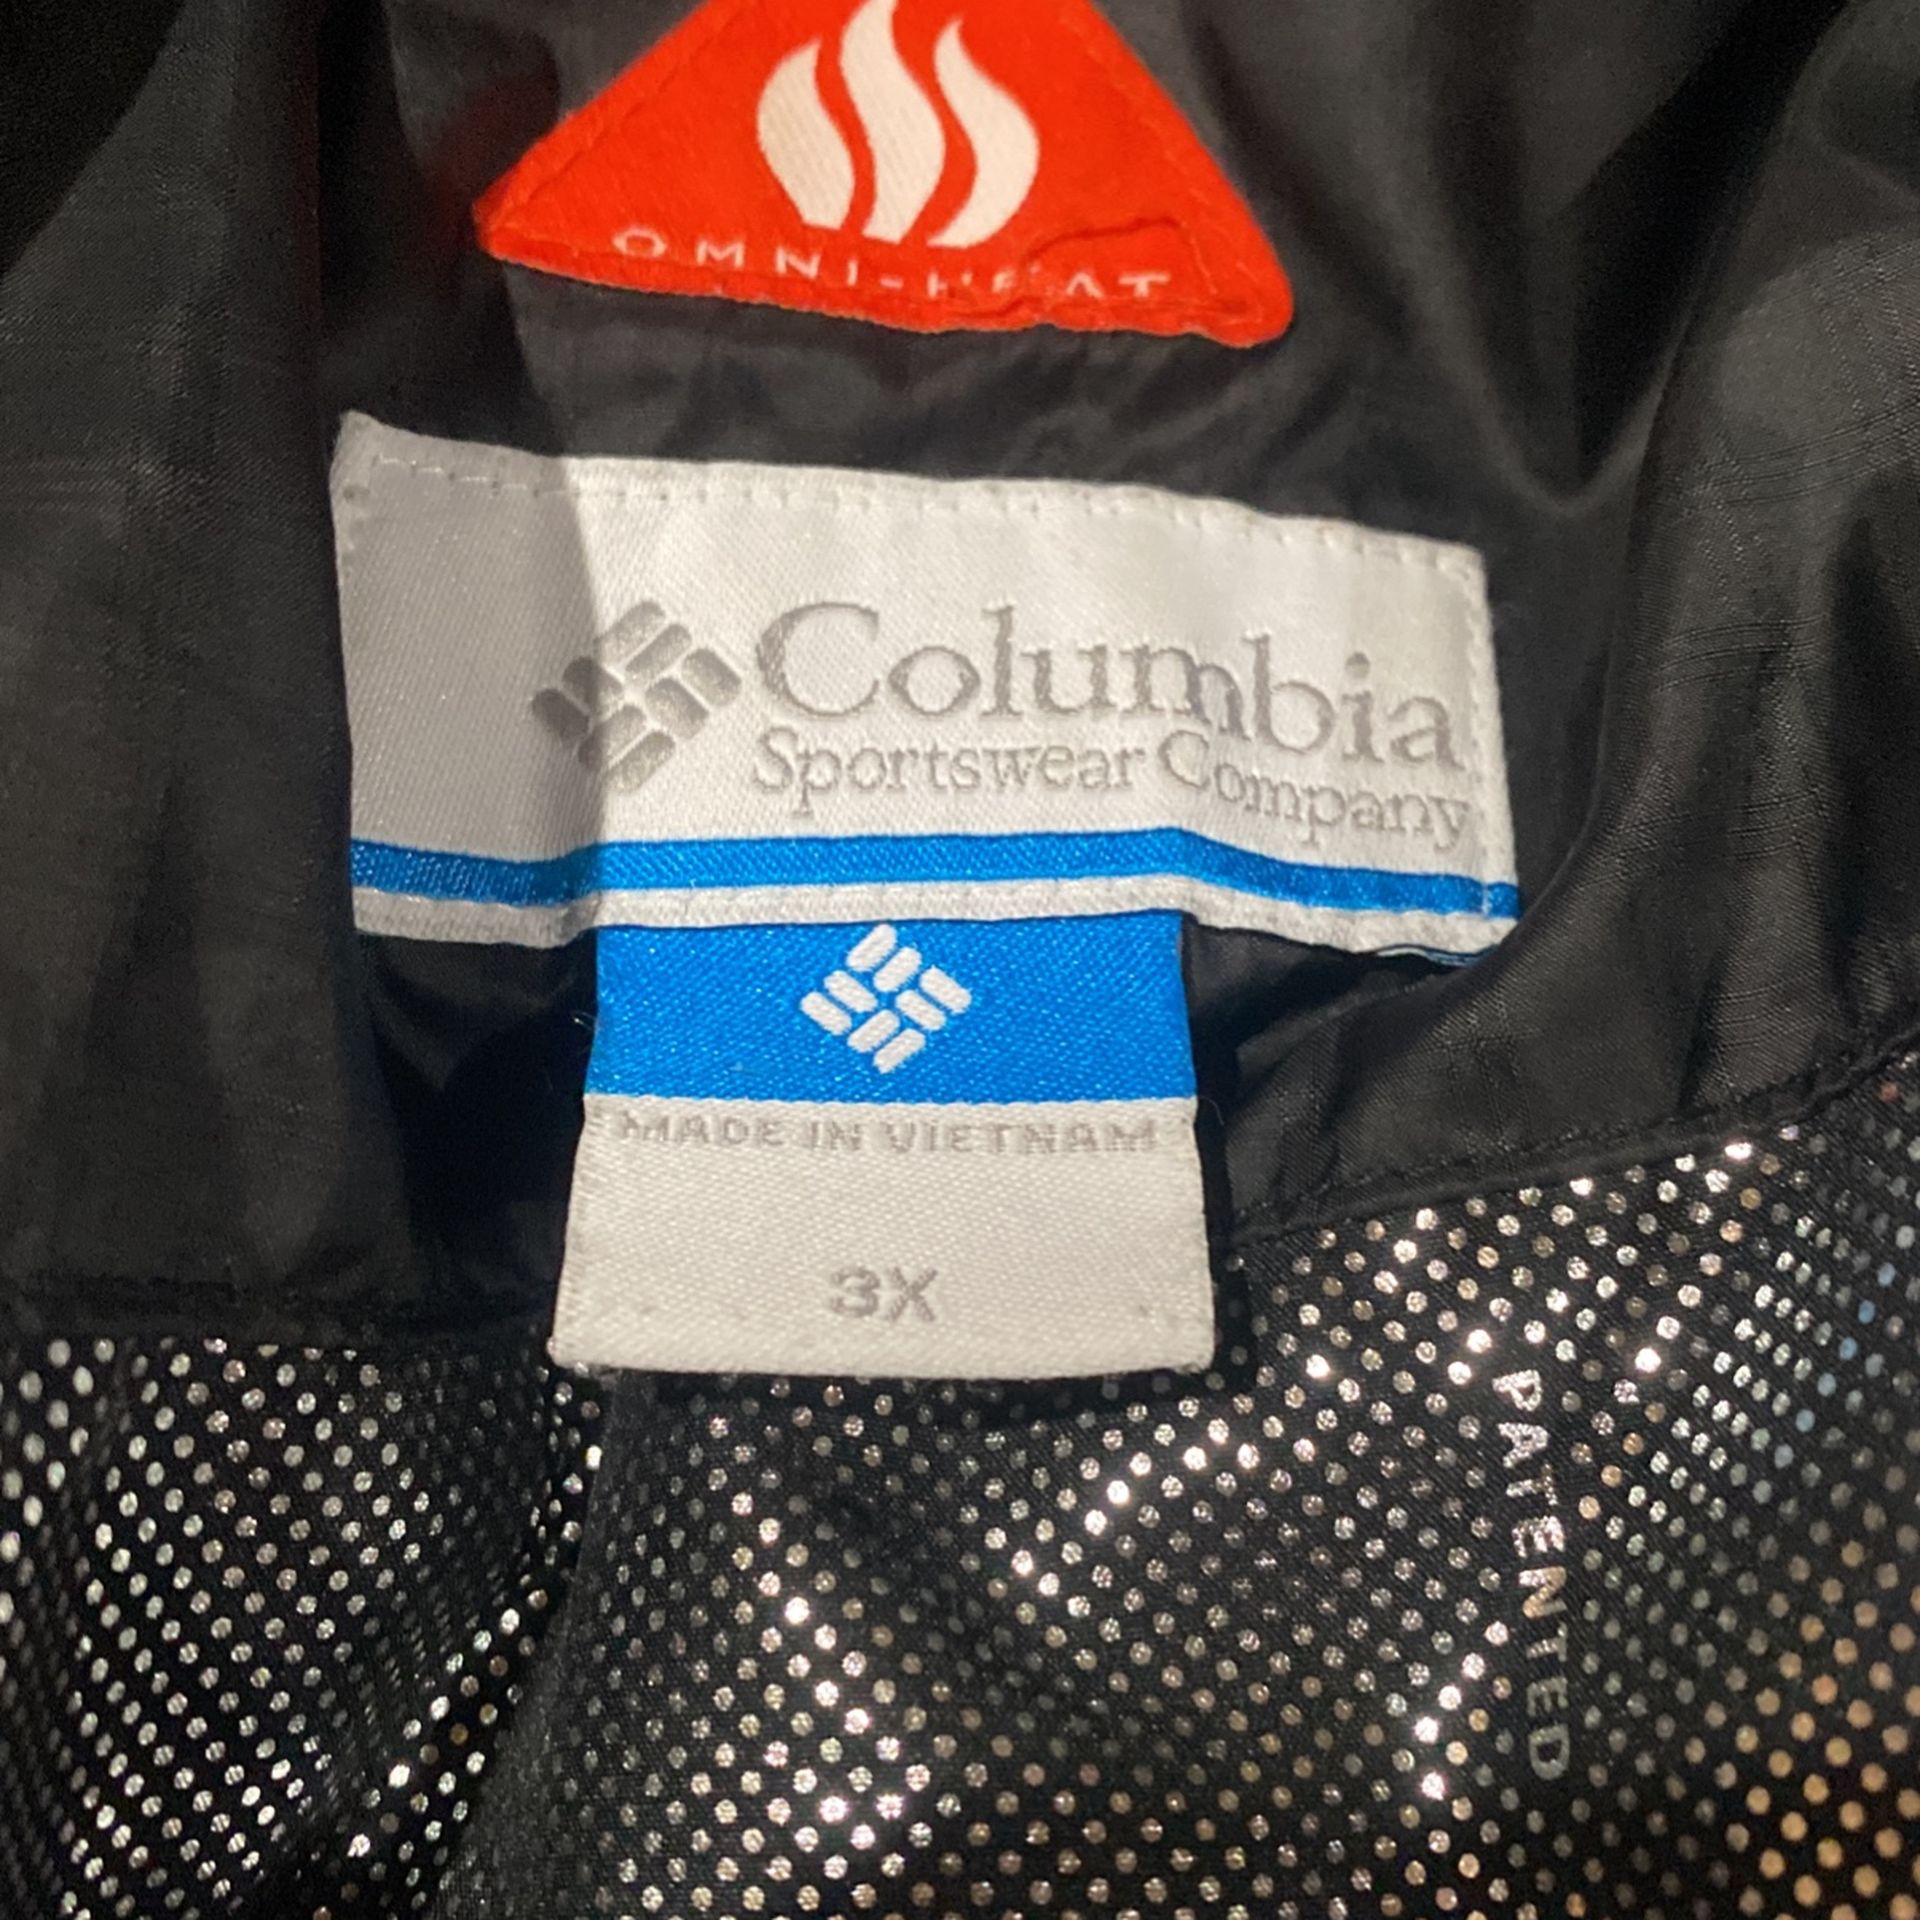 OMNI-HEAT
Columbia
Sportswear Company
MADE IN VIETNAM
3X
PATENTED